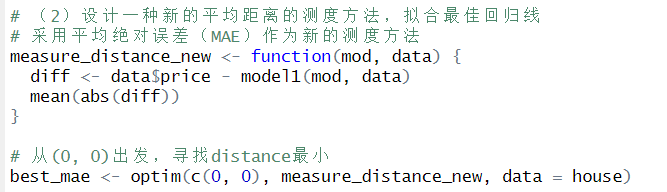 # （2）设计一种新的平均距离的测度方法，拟合最佳回归线
# 采用平均绝对误差（MAE）作为新的测度方法
measure_distance_new <- function(mod, data) {
  diff <- data$price - model1(mod, data)
  mean(abs(diff))
}
# 从(0, 0)出发，寻找distance最小
best_mae <- optim(c(0, 0), measure_distance_new, data = house)